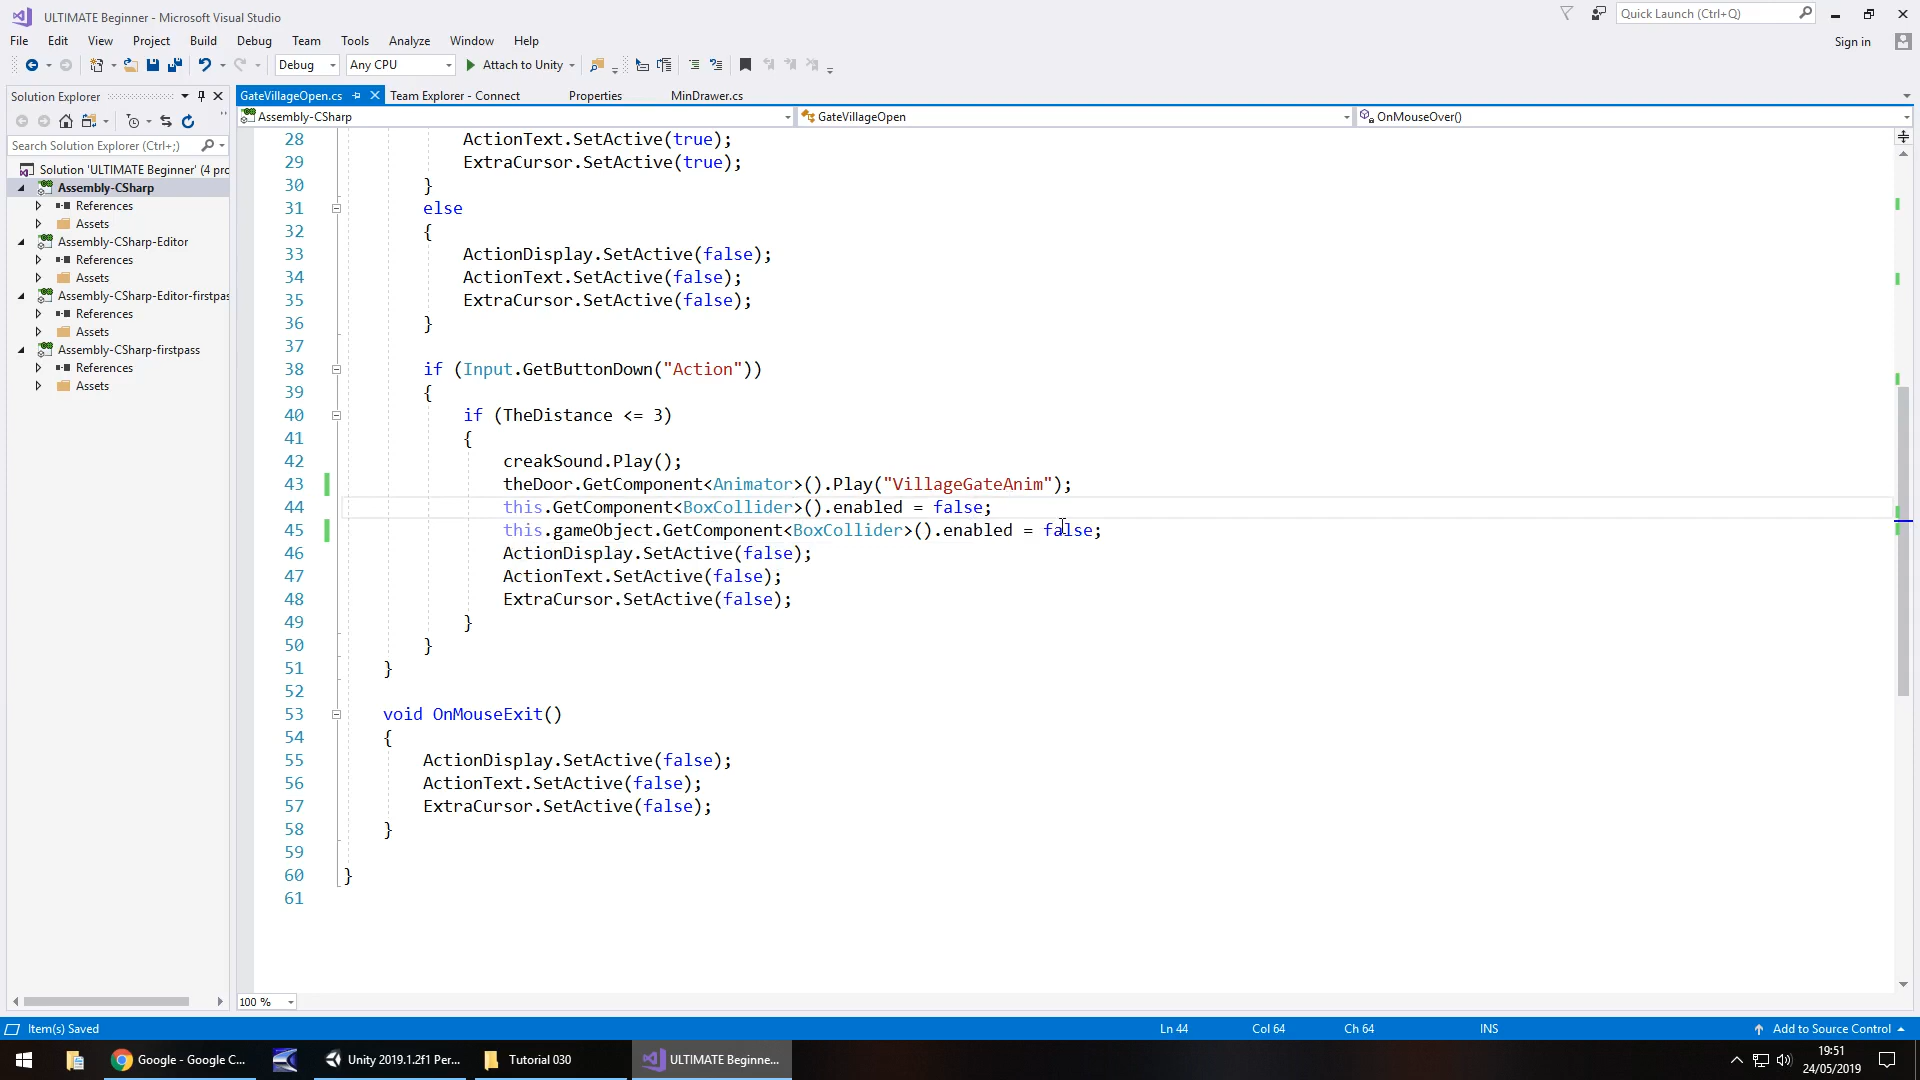 ULTIMATE Beginner - Microsoft Visual Studio
Quick Launch (Ctrl+Q)
File Edit View Project Build Debug Team Tools Analyze Window Help
Sign in
Debug Any CPU Attach to Unity
Solution Explorer
GateVillageOpen.cs Team Explorer - Connect Properties MinDrawer.cs
Assembly-CSharp GateVillageOpen OnMouseOver()
Search Solution Explorer (Ctrl+;)
Solution 'ULTIMATE Beginner' (4 pro
Assembly-CSharp
References
Assets
Assembly-CSharp-Editor
References
Assets
Assembly-CSharp-Editor-firstpas
References
Assets
Assembly-CSharp-firstpass
References
Assets
28 ActionText.SetActive(true);
29 ExtraCursor.SetActive(true);
30 }
31 else
32 {
33 ActionDisplay.SetActive(false);
34 ActionText.SetActive(false);
35 ExtraCursor.SetActive(false);
36 }
37
38 if (Input.GetButtonDown("Action"))
39 {
40 if (TheDistance <= 3)
41 {
42 creakSound.Play();
43 theDoor.GetComponent<Animator>().Play("VillageGateAnim");
44 this.GetComponent<BoxCollider>().enabled = false;
45 this.gameObject.GetComponent<BoxCollider>().enabled = false;
46 ActionDisplay.SetActive(false);
47 ActionText.SetActive(false);
48 ExtraCursor.SetActive(false);
49 }
50 }
51 }
52
53 void OnMouseExit()
54 {
55 ActionDisplay.SetActive(false);
56 ActionText.SetActive(false);
57 ExtraCursor.SetActive(false);
58 }
59
60 }
61
100 %
Item(s) Saved Ln 44 Col 64 Ch 64 INS Add to Source Control
Google - Google C... Unity 2019.1.2f1 Per... Tutorial 030 ULTIMATE Beginne...
19:51
24/05/2019